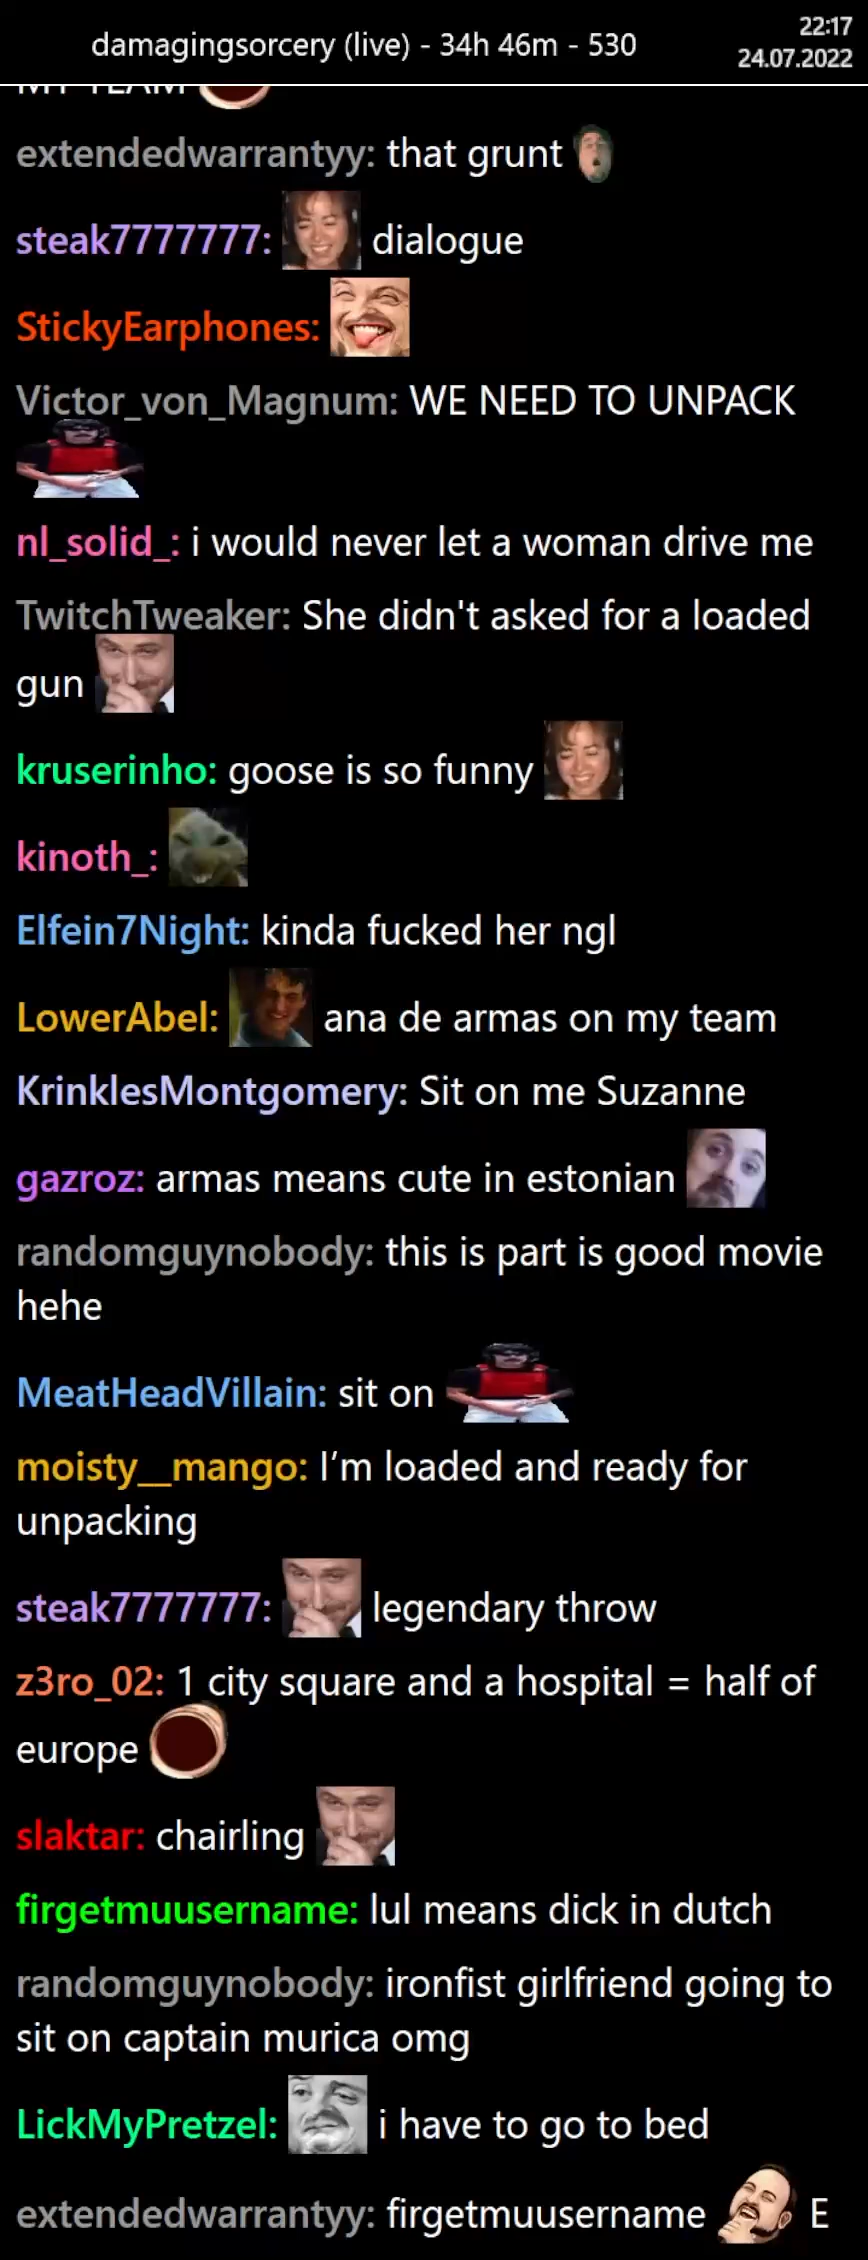 damagingsorcery (live) - 34h 46m - 530
22:17
24.07.2022
MY TEAM
extendedwarrantyy: that grunt
steak7777777: dialogue
StickyEarphones:
Victor_von_Magnum: WE NEED TO UNPACK
nl_solid_: i would never let a woman drive me
TwitchTweaker: She didn't asked for a loaded
gun
kruserinho: goose is so funny
kinoth_:
Elfein7Night: kinda fucked her ngl
LowerAbel: ana de armas on my team
KrinklesMontgomery: Sit on me Suzanne
gazroz: armas means cute in estonian
randomguynobody: this is part is good movie
hehe
MeatHeadVillain: sit on
moisty__mango: I’m loaded and ready for
unpacking
steak7777777: legendary throw
z3ro_02: 1 city square and a hospital = half of
europe
slaktar: chairling
firgetmuusername: lul means dick in dutch
randomguynobody: ironfist girlfriend going to
sit on captain murica omg
LickMyPretzel: i have to go to bed
extendedwarrantyy: firgetmuusername E